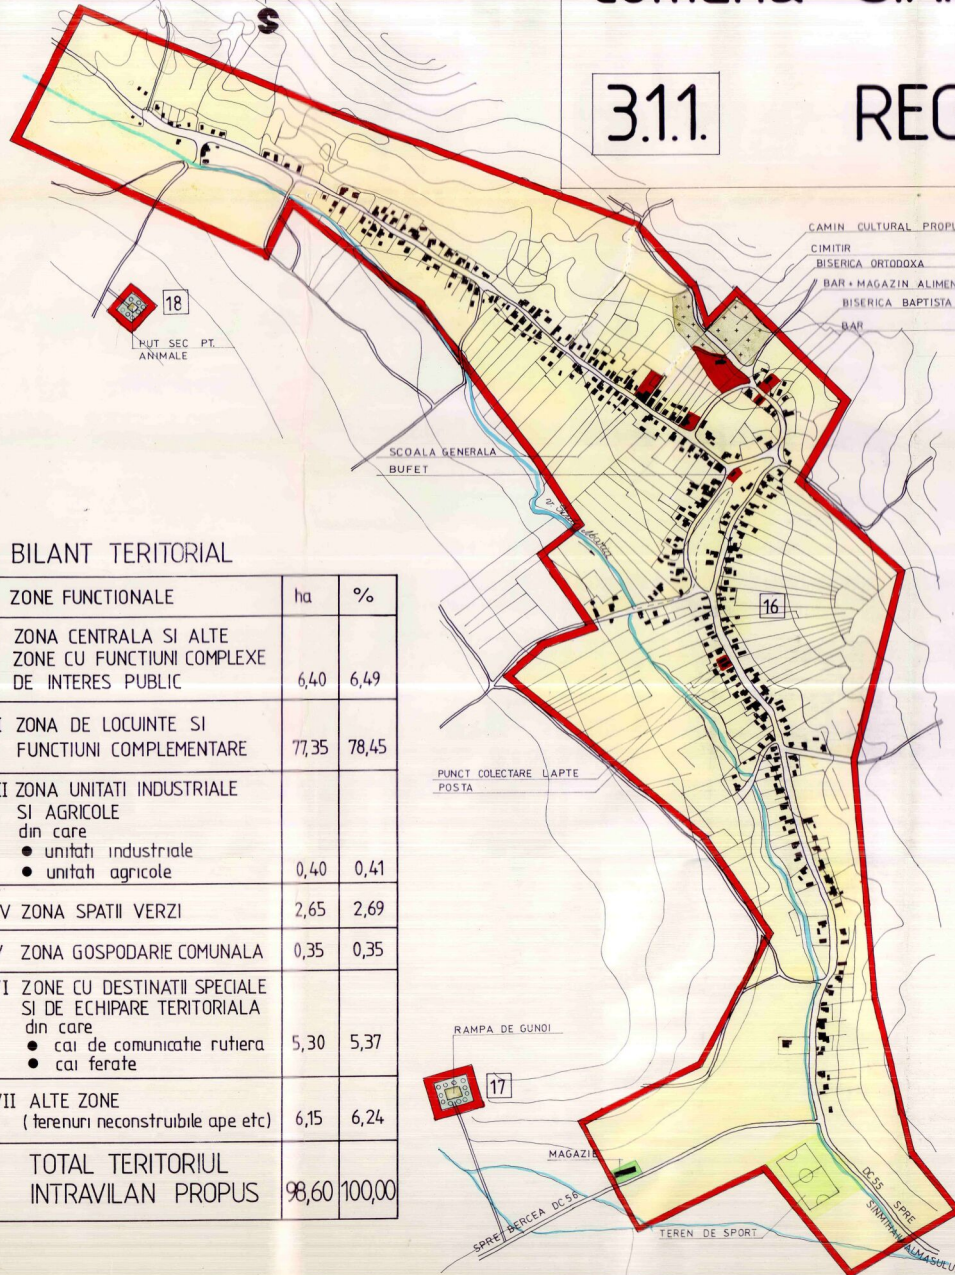 S
3.1.1.
CAMIN CULTURAL
CIMITIR
BISERICA ORTODOXA
BAR + MAGAZIN
BISERICA BAPTISTA
BAR
18
PUT SEC PT.
ANIMALE
SCOALA GENERALA
BUFET
16
PUNCT COLECTARE LAPTE
POSTA
BILANT TERITORIAL
ZONE FUNCTIONALE ha %
ZONA CENTRALA SI ALTE
ZONE CU FUNCTIUNI COMPLEXE
DE INTERES PUBLIC 6,40 6,49
ZONA DE LOCUINTE SI
FUNCTIUNI COMPLEMENTARE 77,35 78,45
ZONA UNITATI INDUSTRIALE
SI AGRICOLE
din care
● unitati industriale
● unitati agricole 0,40 0,41
ZONA SPATII VERZI 2,65 2,69
ZONA GOSPODARIE COMUNALA 0,35 0,35
ZONE CU DESTINATII SPECIALE
SI DE ECHIPARE TERITORIALA
din care
● cai de comunicatie rutiera 5,30 5,37
● cai ferate
ALTE ZONE
( terenuri neconstruibile ape etc) 6,15 6,24
TOTAL TERITORIUL
INTRAVILAN PROPUS 98,60 100,00
RAMPA DE GUNOI
17
MAGAZIE
SPRE BERCEA DC 56
TEREN DE SPORT
DC 55 SPRE